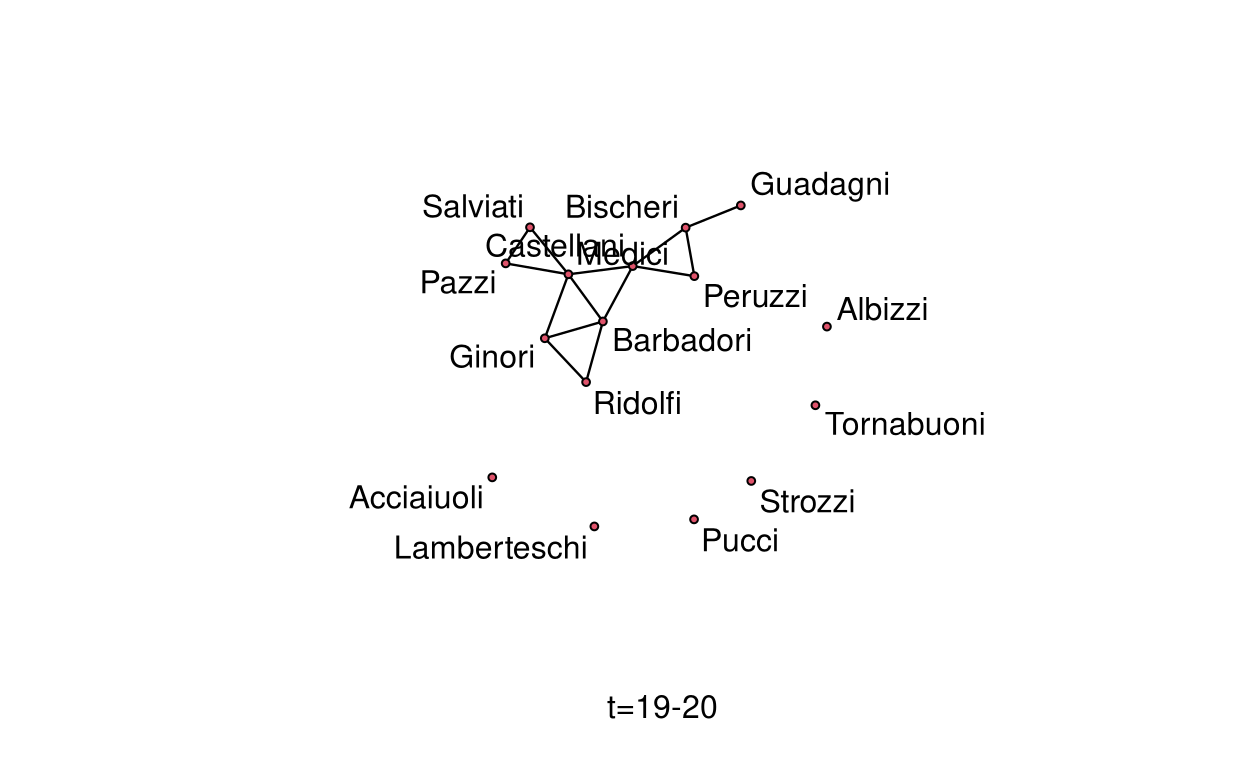 Guadagni
Salviati
Bischeri
Castellani
Medici
Pazzi
Peruzzi
Albizzi
Barbadori
Ginori
Ridolfi
Tornabuoni
Acciaiuoli
Strozzi
Lamberteschi
Pucci
t=19-20